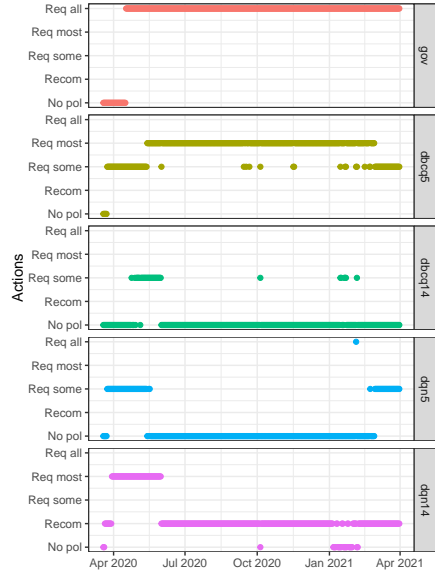 Actions
Req all
Req most
Req some
Recom
No pol
gov
Req all
Req most
Req some
Recom
No pol
dbcq5
Req all
Req most
Req some
Recom
No pol
dbcq14
Req all
Req most
Req some
Recom
No pol
dqn5
Req all
Req most
Req some
Recom
No pol
dqn14
Apr 2020 Jul 2020 Oct 2020 Jan 2021 Apr 2021